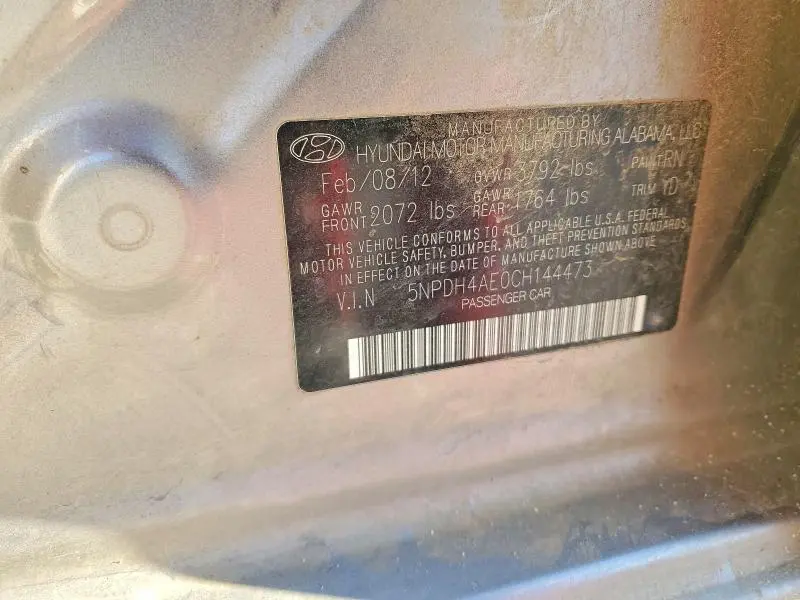 MANUFACTURED BY
HYUNDAI MOTOR MANUFACTURING ALABAMA, LLC
Feb/08/12 GVWR 3792 lbs PAINT RN
GAWR FRONT 2072 lbs GAWR REAR 1764 lbs TRIM YD
THIS VEHICLE CONFORMS TO ALL APPLICABLE U.S.A. FEDERAL
MOTOR VEHICLE SAFETY, BUMPER, AND THEFT PREVENTION STANDARDS
IN EFFECT ON THE DATE OF MANUFACTURE SHOWN ABOVE
V.I.N 5NPDH4AE0CH144473
PASSENGER CAR